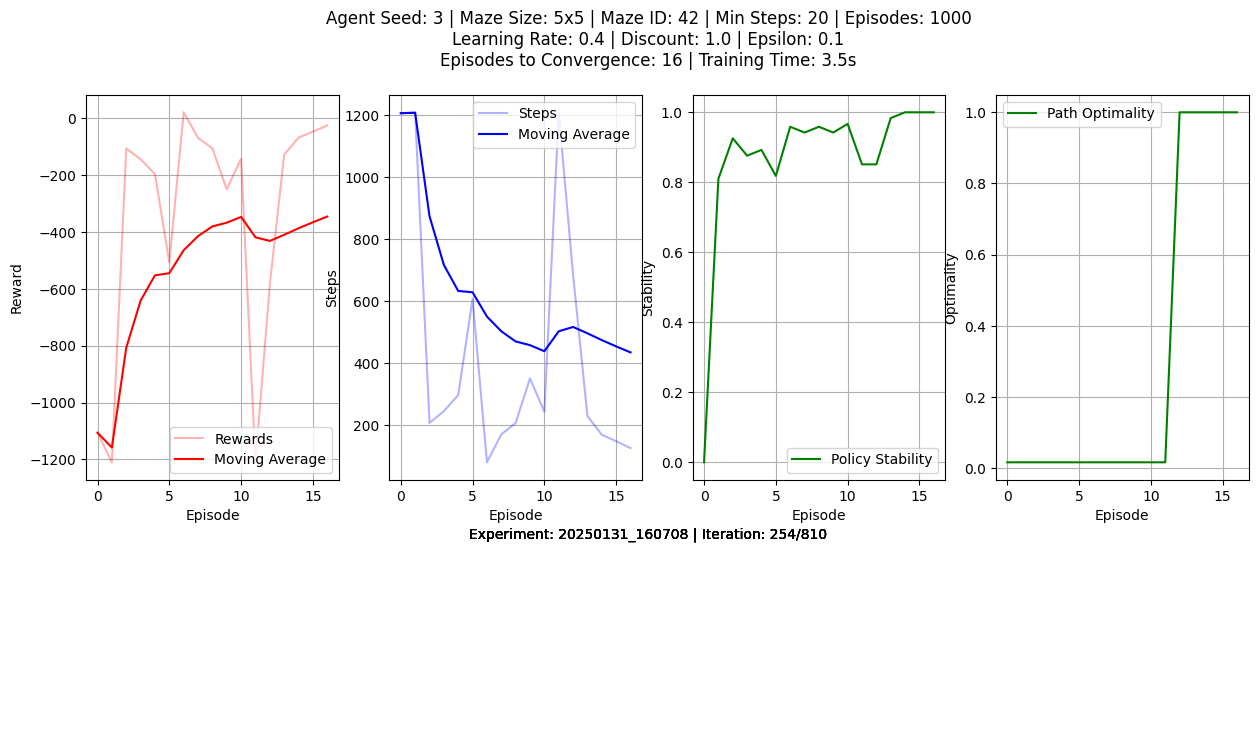 Agent Seed: 3 | Maze Size: 5x5 | Maze ID: 42 | Min Steps: 20 | Episodes: 1000
Learning Rate: 0.4 | Discount: 1.0 | Epsilon: 0.1
Episodes to Convergence: 16 | Training Time: 3.5s
Reward
0
−200
−400
−600
−800
−1000
−1200
0
5
10
15
Episode
Rewards
Moving Average
Steps
1200
1000
800
600
400
200
0
5
10
15
Episode
Steps
Moving Average
Stability
1.0
0.8
0.6
0.4
0.2
0.0
0
5
10
15
Episode
Policy Stability
Optimality
1.0
0.8
0.6
0.4
0.2
0.0
0
5
10
15
Episode
Path Optimality
Experiment: 20250131_160708 | Iteration: 254/810